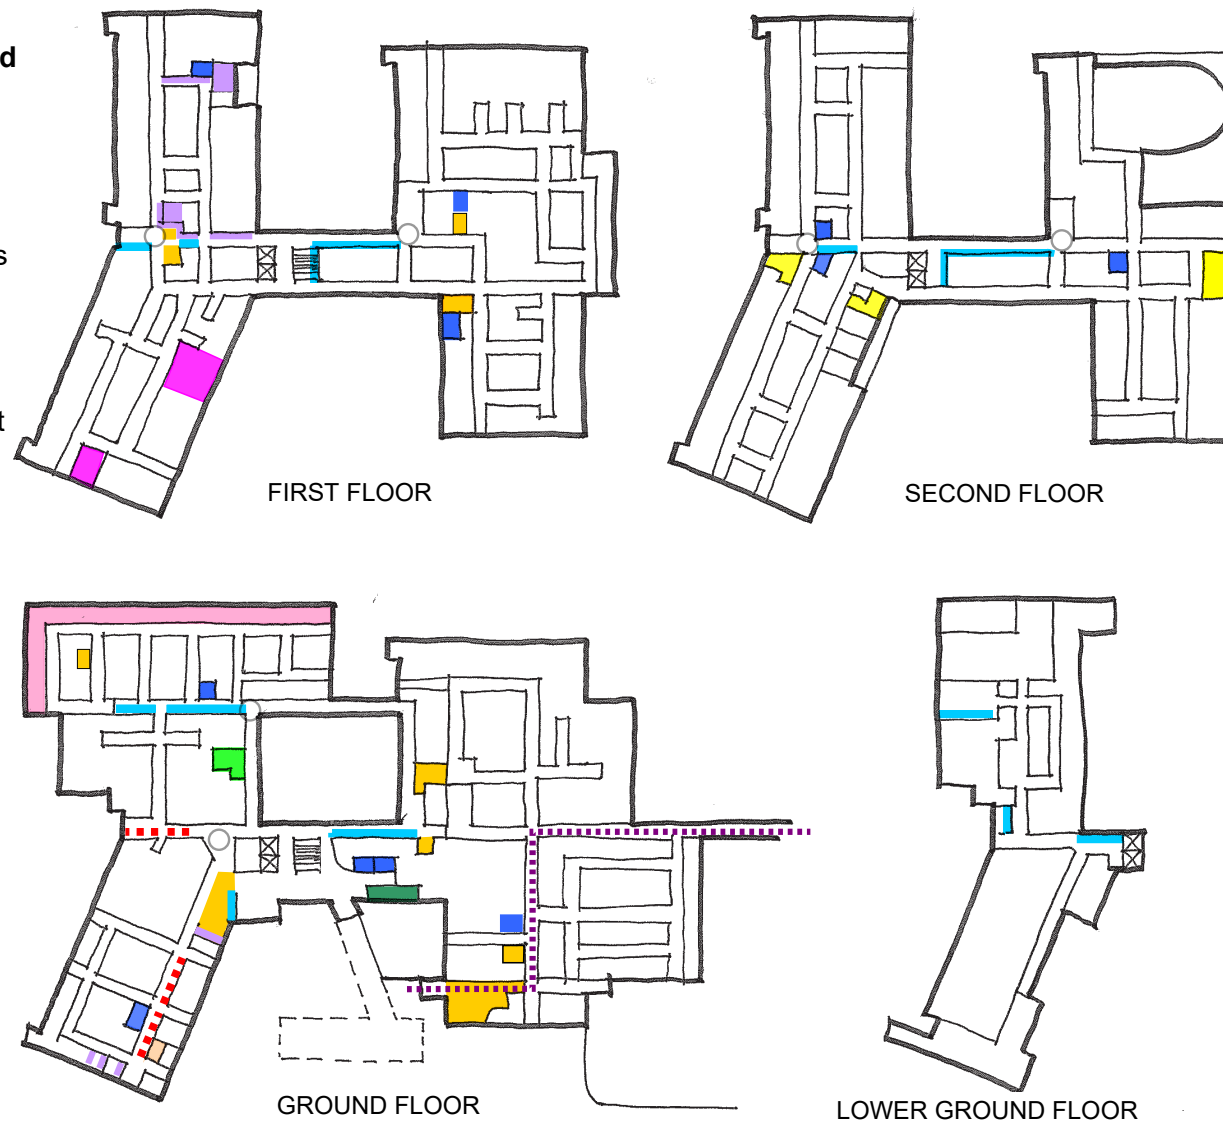 d
s
t
FIRST FLOOR
SECOND FLOOR
GROUND FLOOR
LOWER GROUND FLOOR